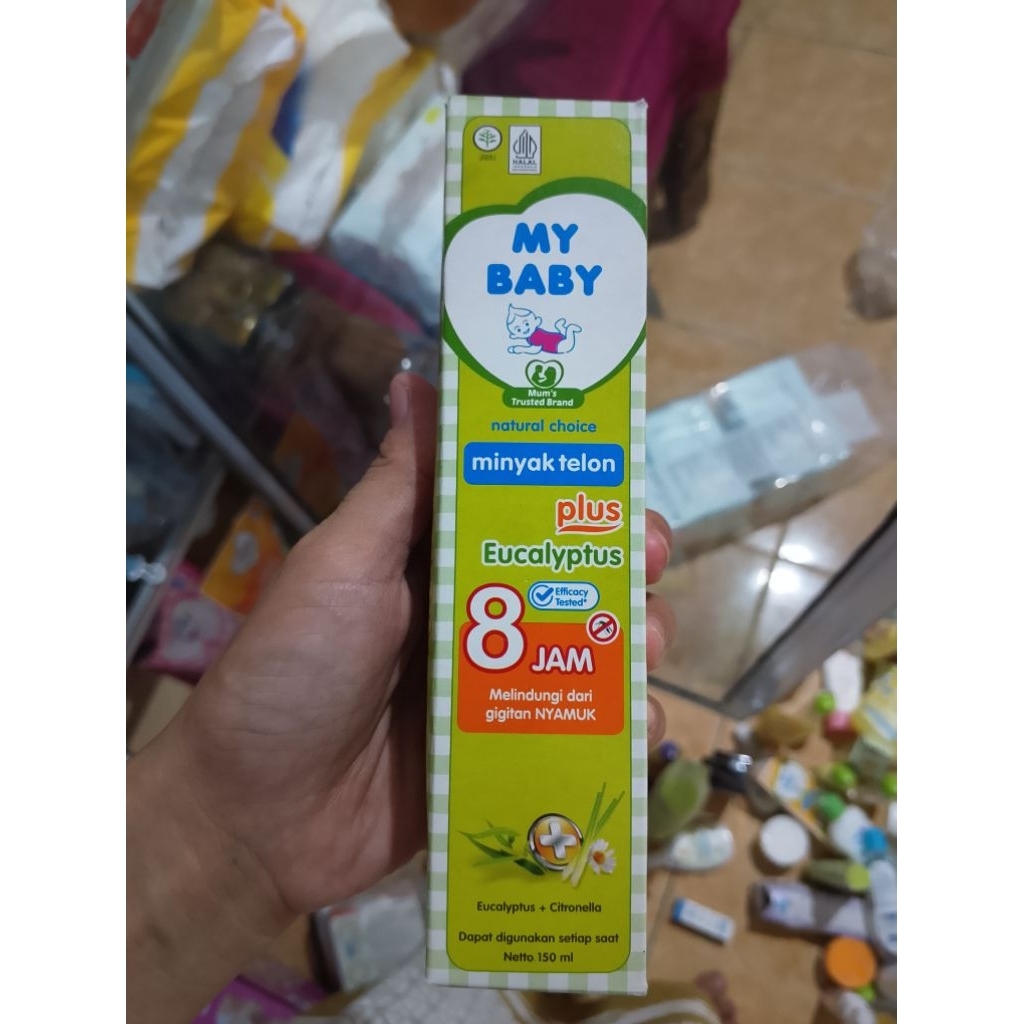 JAMU
HALAL
MY
BABY
Mum's
Trusted Brand
natural choice
minyak telon
plus
Eucalyptus
8
JAM
Efficacy
Tested*
Melindungi dari
gigitan NYAMUK
Eucalyptus + Citronella
Dapat digunakan setiap saat
Netto 150 ml